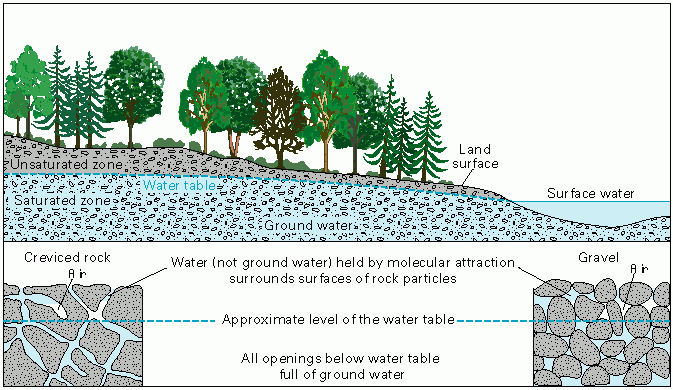 Land
surface
Unsaturated zone
Water table
Surface water
Saturated zone
Ground water
Creviced rock
Air
Water (not ground water) held by molecular attraction
surrounds surfaces of rock particles
Gravel
Air
Approximate level of the water table
All openings below water table
full of ground water